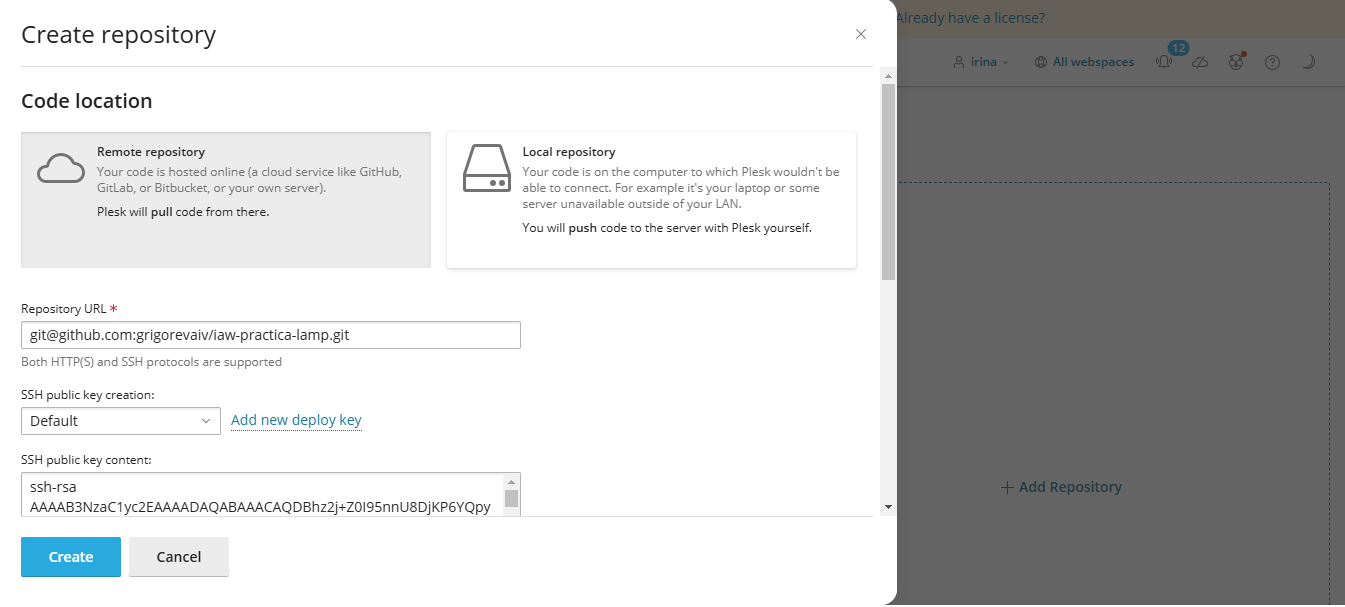 Create repository
Already have a license?
irina
All webspaces
12
Code location
Remote repository
Your code is hosted online (a cloud service like GitHub,
GitLab, or Bitbucket, or your own server).
Plesk will pull code from there.
Local repository
Your code is on the computer to which Plesk wouldn't be
able to connect. For example it's your laptop or some
server unavailable outside of your LAN.
You will push code to the server with Plesk yourself.
Repository URL *
git@github.com:grigorevaiv/iaw-practica-lamp.git
Both HTTP(S) and SSH protocols are supported
SSH public key creation:
Default
Add new deploy key
SSH public key content:
ssh-rsa
AAAAB3NzaC1yc2EAAAADAQABAAACAQDBhz2j+Z0I95nnU8DjKP6YQpy
Add Repository
Create
Cancel